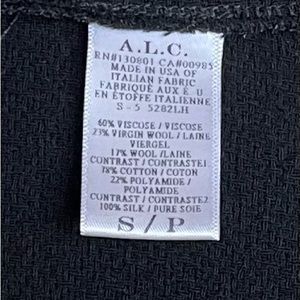 A.L.C.
RN#130801 CA#00985
MADE IN USA OF
ITALIAN FABRIC
FABRIQUÉ AUX É U
EN ÉTOFFE ITALIENNE
S-5 5282LH
60% VISCOSE / VISCOSE
23% VIRGIN WOOL / LAINE
VIERGEL
17% WOOL / LAINE
CONTRAST / CONTRASTE1
78% COTTON / COTON
22% POLYAMIDE /
POLYAMIDE
CONTRAST / CONTRASTE2
100% SILK / PURE SOIE
S / P